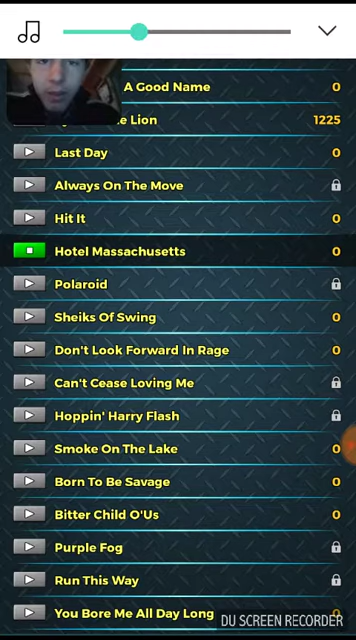 A Good Name 0
Lion 1225
Last Day 0
Always On The Move
Hit It 0
Hotel Massachusetts 0
Polaroid
Sheiks Of Swing 0
Don't Look Forward In Rage 0
Can't Cease Loving Me
Hoppin' Harry Flash
Smoke On The Lake 0
Born To Be Savage 0
Bitter Child O'Us 0
Purple Fog
Run This Way
You Bore Me All Day Long 0
DU SCREEN RECORDER